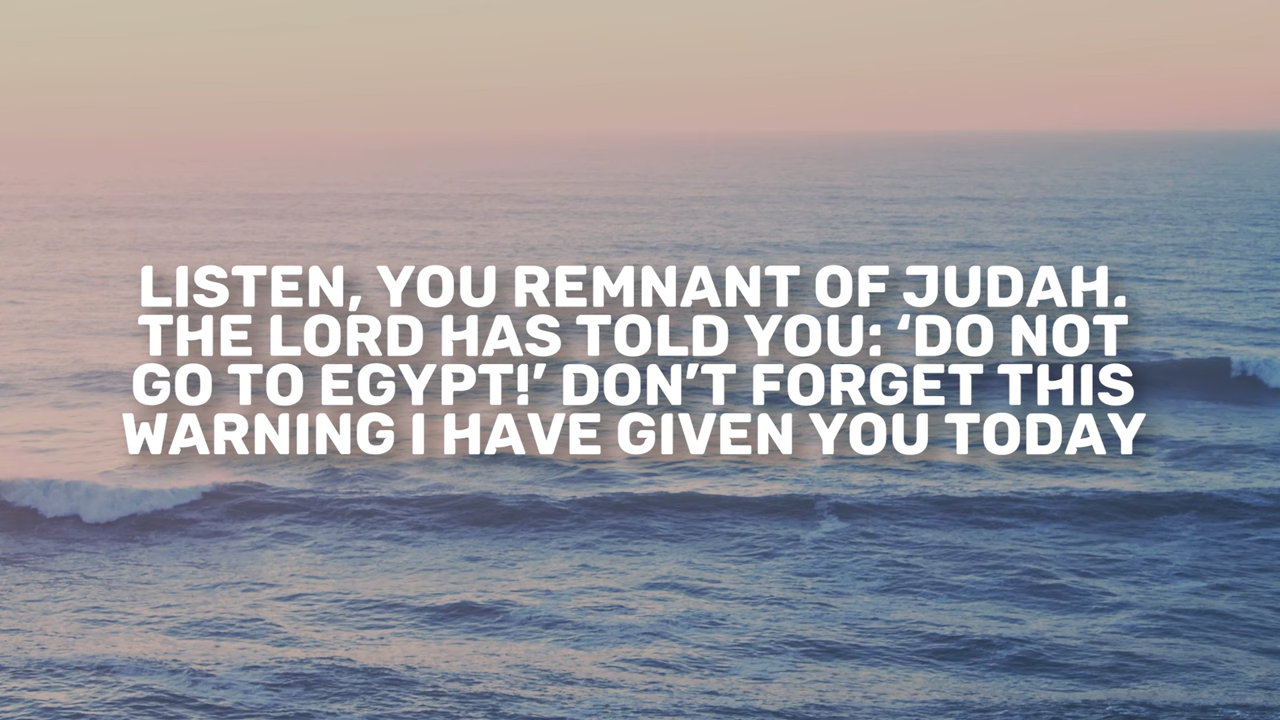 LISTEN, YOU REMNANT OF JUDAH.
THE LORD HAS TOLD YOU: ‘DO NOT
GO TO EGYPT!’ DON’T FORGET THIS
WARNING I HAVE GIVEN YOU TODAY